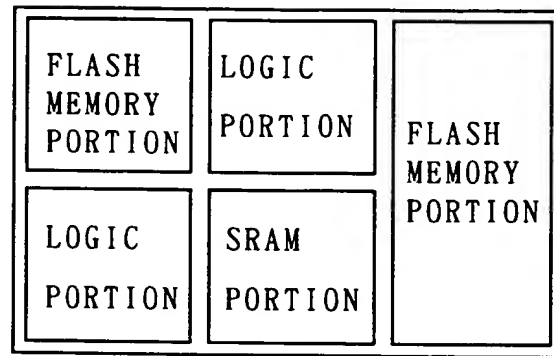 FLASH
MEMORY
PORTION
LOGIC
PORTION
FLASH
MEMORY
PORTION
LOGIC
PORTION
SRAM
PORTION